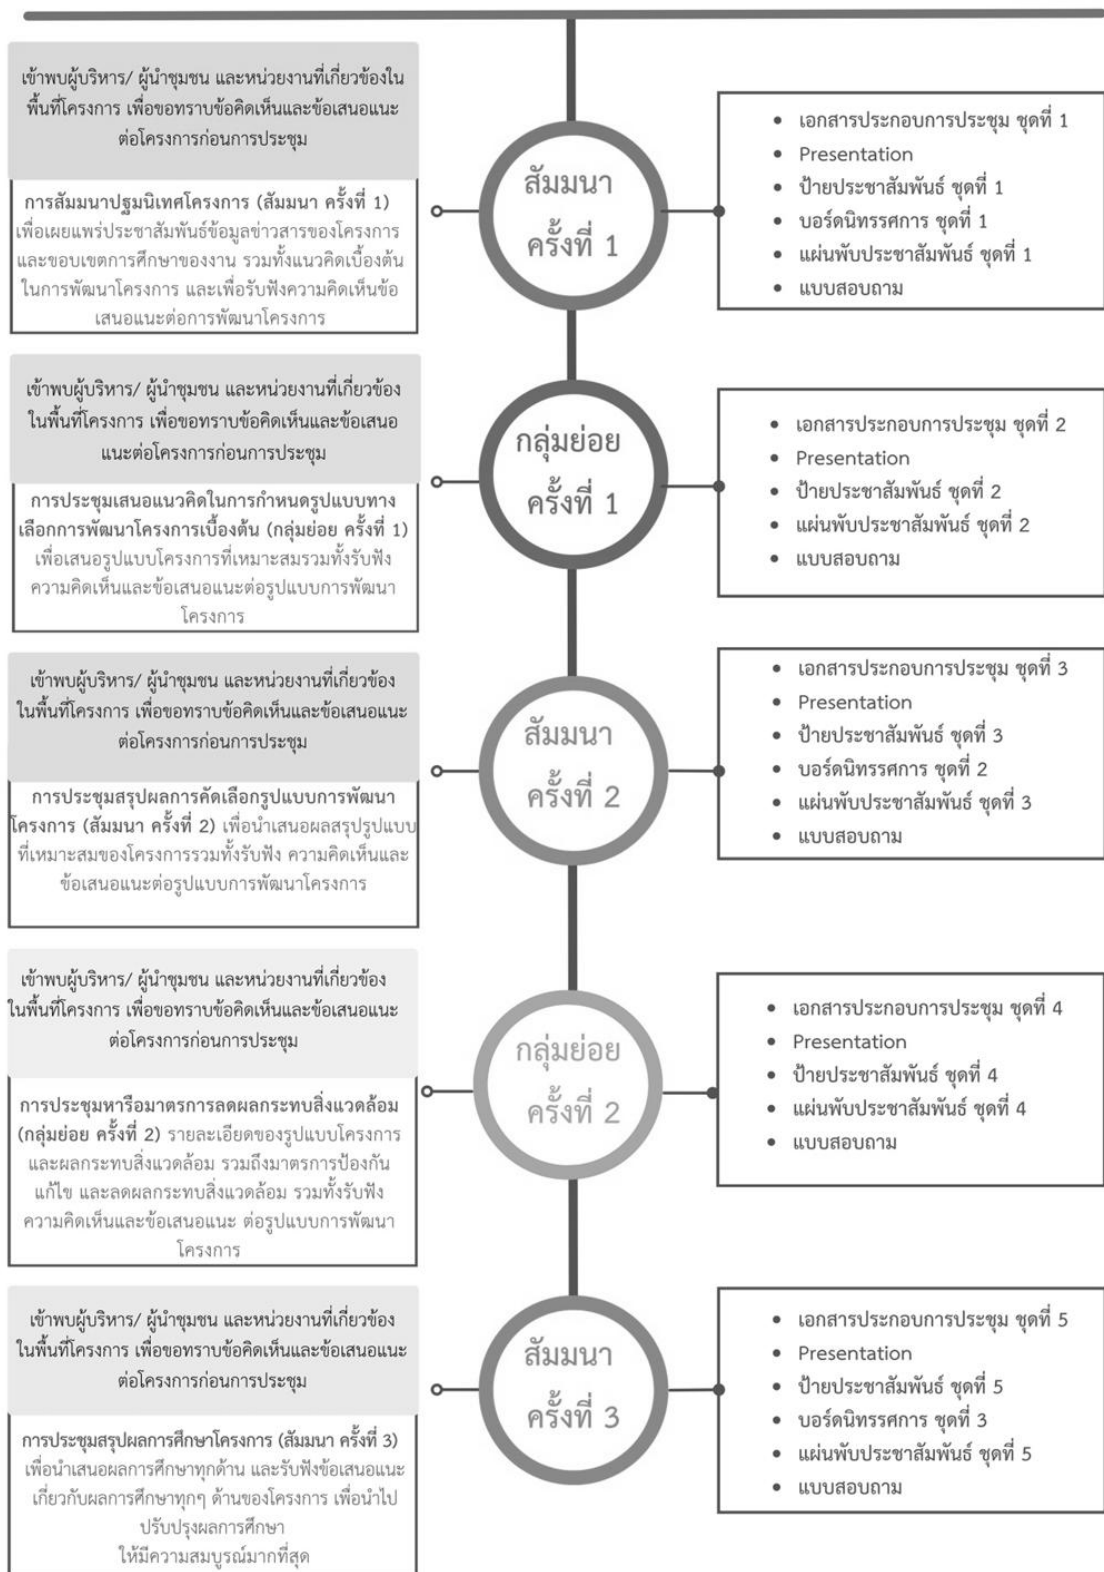 เข้าพบผู้บริหาร/ ผู้นำชุมชน และหน่วยงานที่เกี่ยวข้องใน
พื้นที่โครงการ เพื่อขอทราบข้อคิดเห็นและข้อเสนอแนะ
ต่อโครงการก่อนการประชุม
การสัมมนาปฐมนิเทศโครงการ (สัมมนา ครั้งที่ 1)
เพื่อเผยแพร่ประชาสัมพันธ์ข้อมูลข่าวสารของโครงการ
และขอบเขตการศึกษาของงาน รวมทั้งแนวคิดเบื้องต้น
ในการพัฒนาโครงการ และเพื่อรับฟังความคิดเห็นข้อ
เสนอแนะต่อการพัฒนาโครงการ
สัมมนา
ครั้งที่ 1
• เอกสารประกอบการประชุม ชุดที่ 1
• Presentation
• ป้ายประชาสัมพันธ์ ชุดที่ 1
• บอร์ดนิทรรศการ ชุดที่ 1
• แผ่นพับประชาสัมพันธ์ ชุดที่ 1
• แบบสอบถาม
เข้าพบผู้บริหาร/ ผู้นำชุมชน และหน่วยงานที่เกี่ยวข้อง
ในพื้นที่โครงการ เพื่อขอทราบข้อคิดเห็นและข้อเสนอ
แนะต่อโครงการก่อนการประชุม
การประชุมเสนอแนวคิดในการกำหนดรูปแบบทาง
เลือกการพัฒนาโครงการเบื้องต้น (กลุ่มย่อย ครั้งที่ 1)
เพื่อเสนอรูปแบบโครงการที่เหมาะสมรวมทั้งรับฟัง
ความคิดเห็นและข้อเสนอแนะต่อรูปแบบการพัฒนา
โครงการ
กลุ่มย่อย
ครั้งที่ 1
• เอกสารประกอบการประชุม ชุดที่ 2
• Presentation
• ป้ายประชาสัมพันธ์ ชุดที่ 2
• แผ่นพับประชาสัมพันธ์ ชุดที่ 2
• แบบสอบถาม
เข้าพบผู้บริหาร/ ผู้นำชุมชน และหน่วยงานที่เกี่ยวข้อง
ในพื้นที่โครงการ เพื่อขอทราบข้อคิดเห็นและข้อเสนอแนะ
ต่อโครงการก่อนการประชุม
การประชุมสรุปผลการคัดเลือกรูปแบบการพัฒนา
โครงการ (สัมมนา ครั้งที่ 2) เพื่อนำเสนอผลสรุปรูปแบบ
ที่เหมาะสมของโครงการรวมทั้งรับฟัง ความคิดเห็นและ
ข้อเสนอแนะต่อรูปแบบการพัฒนาโครงการ
สัมมนา
ครั้งที่ 2
• เอกสารประกอบการประชุม ชุดที่ 3
• Presentation
• ป้ายประชาสัมพันธ์ ชุดที่ 3
• บอร์ดนิทรรศการ ชุดที่ 2
• แผ่นพับประชาสัมพันธ์ ชุดที่ 3
• แบบสอบถาม
เข้าพบผู้บริหาร/ ผู้นำชุมชน และหน่วยงานที่เกี่ยวข้อง
ในพื้นที่โครงการ เพื่อขอทราบข้อคิดเห็นและข้อเสนอแนะ
ต่อโครงการก่อนการประชุม
การประชุมหารือมาตรการลดผลกระทบสิ่งแวดล้อม
(กลุ่มย่อย ครั้งที่ 2) รายละเอียดของรูปแบบโครงการ
และผลกระทบสิ่งแวดล้อม รวมถึงมาตรการป้องกัน
แก้ไข และลดผลกระทบสิ่งแวดล้อม รวมทั้งรับฟัง
ความคิดเห็นและข้อเสนอแนะ ต่อรูปแบบการพัฒนา
โครงการ
กลุ่มย่อย
ครั้งที่ 2
• เอกสารประกอบการประชุม ชุดที่ 4
• Presentation
• ป้ายประชาสัมพันธ์ ชุดที่ 4
• แผ่นพับประชาสัมพันธ์ ชุดที่ 4
• แบบสอบถาม
เข้าพบผู้บริหาร/ ผู้นำชุมชน และหน่วยงานที่เกี่ยวข้อง
ในพื้นที่โครงการ เพื่อขอทราบข้อคิดเห็นและข้อเสนอแนะ
ต่อโครงการก่อนการประชุม
การประชุมสรุปผลการศึกษาโครงการ (สัมมนา ครั้งที่ 3)
เพื่อนำเสนอผลการศึกษาทุกด้าน และรับฟังข้อเสนอแนะ
เกี่ยวกับผลการศึกษาทุกๆ ด้านของโครงการ เพื่อนำไป
ปรับปรุงผลการศึกษา
ให้มีความสมบูรณ์มากที่สุด
สัมมนา
ครั้งที่ 3
• เอกสารประกอบการประชุม ชุดที่ 5
• Presentation
• ป้ายประชาสัมพันธ์ ชุดที่ 5
• บอร์ดนิทรรศการ ชุดที่ 3
• แผ่นพับประชาสัมพันธ์ ชุดที่ 5
• แบบสอบถาม